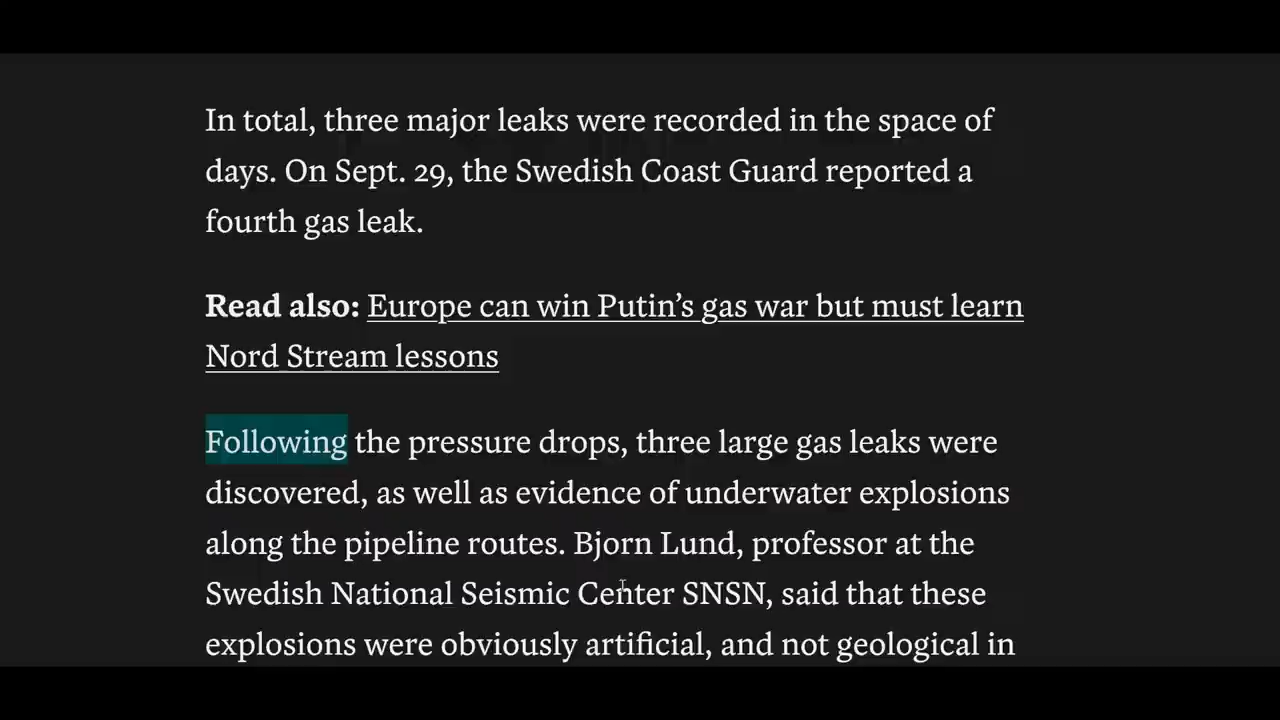 In total, three major leaks were recorded in the space of
days. On Sept. 29, the Swedish Coast Guard reported a
fourth gas leak.
Read also: Europe can win Putin’s gas war but must learn
Nord Stream lessons
Following the pressure drops, three large gas leaks were
discovered, as well as evidence of underwater explosions
along the pipeline routes. Bjorn Lund, professor at the
Swedish National Seismic Center SNSN, said that these
explosions were obviously artificial, and not geological in